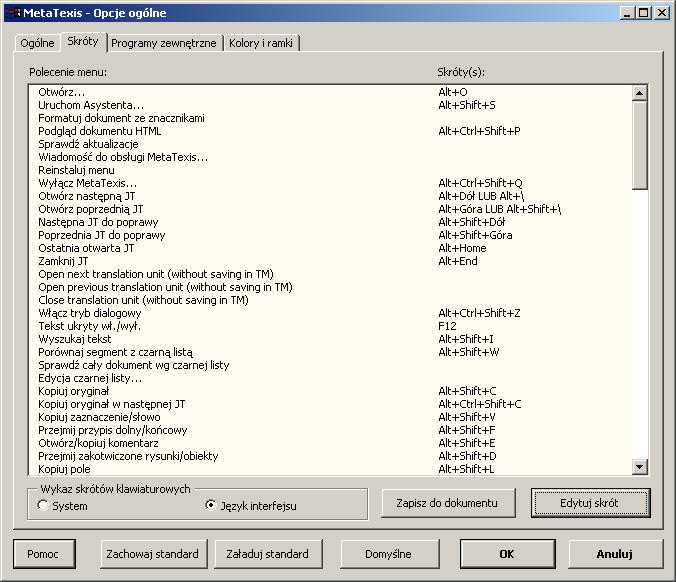 MetaTexis - Opcje ogólne
Ogólne Skróty Programy zewnętrzne Kolory i ramki
Polecenie menu: Skróty(s):
Otwórz... Alt+O
Uruchom Asystenta... Alt+Shift+S
Formatuj dokument ze znacznikami
Podgląd dokumentu HTML Alt+Ctrl+Shift+P
Sprawdź aktualizacje
Wiadomość do obsługi MetaTexis...
Reinstaluj menu
Wyłącz MetaTexis... Alt+Ctrl+Shift+Q
Otwórz następną JT Alt+Dół LUB Alt+\
Otwórz poprzednią JT Alt+Góra LUB Alt+Shift+\
Następna JT do poprawy Alt+Shift+Dół
Poprzednia JT do poprawy Alt+Shift+Góra
Ostatnia otwarta JT Alt+Home
Zamknij JT Alt+End
Open next translation unit (without saving in TM)
Open previous translation unit (without saving in TM)
Close translation unit (without saving in TM)
Włącz tryb dialogowy Alt+Ctrl+Shift+Z
Tekst ukryty wł./wył. F12
Wyszukaj tekst Alt+Shift+I
Porównaj segment z czarną listą Alt+Shift+W
Sprawdź cały dokument wg czarnej listy
Edycja czarnej listy...
Kopiuj oryginał Alt+Shift+C
Kopiuj oryginał w następnej JT Alt+Ctrl+Shift+C
Kopiuj zaznaczenie/słowo Alt+Shift+V
Przejmij przypis dolny/końcowy Alt+Shift+F
Otwórz/kopiuj komentarz Alt+Shift+E
Przejmij zakotwiczone rysunki/obiekty Alt+Shift+D
Kopiuj pole Alt+Shift+L
Wykaz skrótów klawiaturowych
System Język interfejsu Zapisz do dokumentu Edytuj skrót
Pomoc Zachowaj standard Załaduj standard Domyślne OK Anuluj